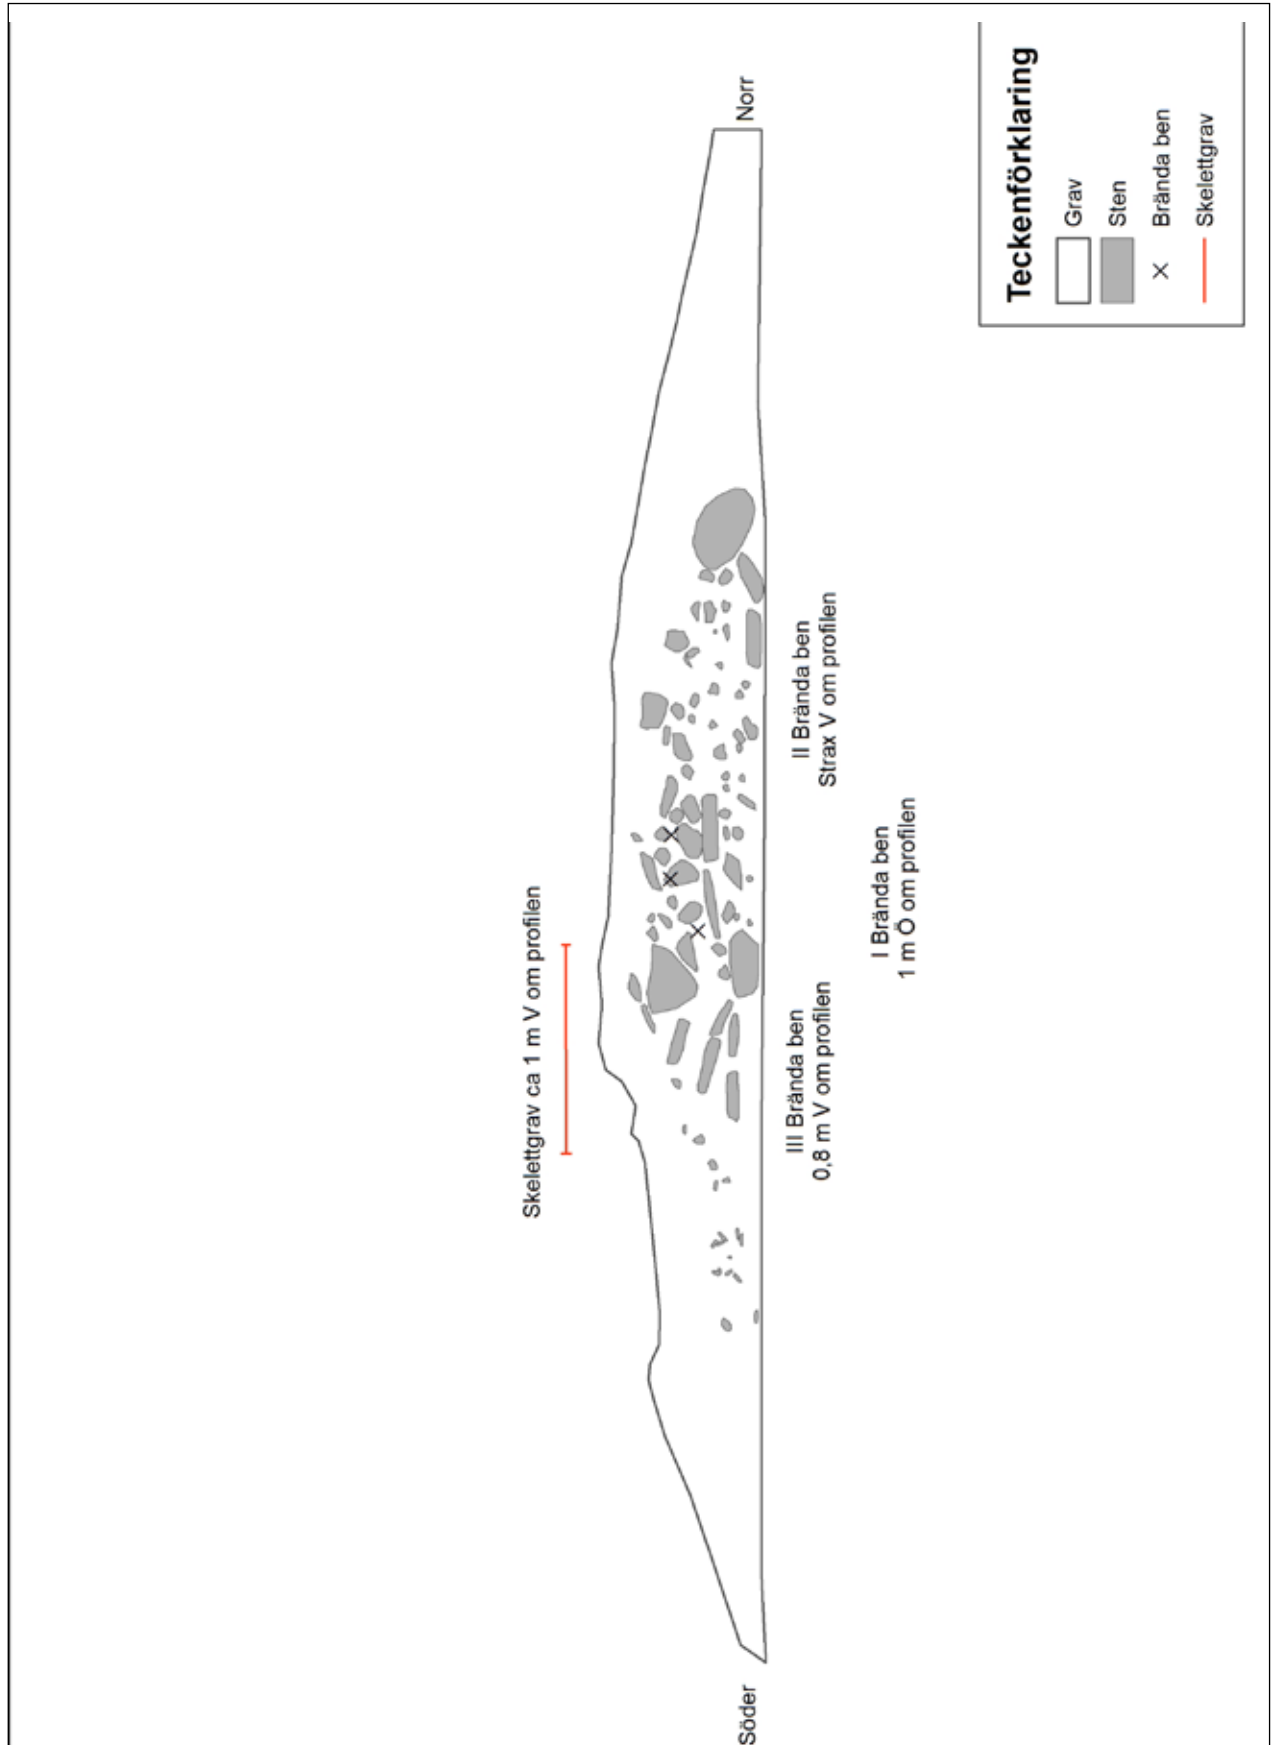 Skelettgrav ca 1 m V om profilen
Söder
Norr
III Brända ben
0,8 m V om profilen
I Brända ben
1 m Ö om profilen
II Brända ben
Strax V om profilen
Teckenförklaring
Grav
Sten
Brända ben
Skelettgrav